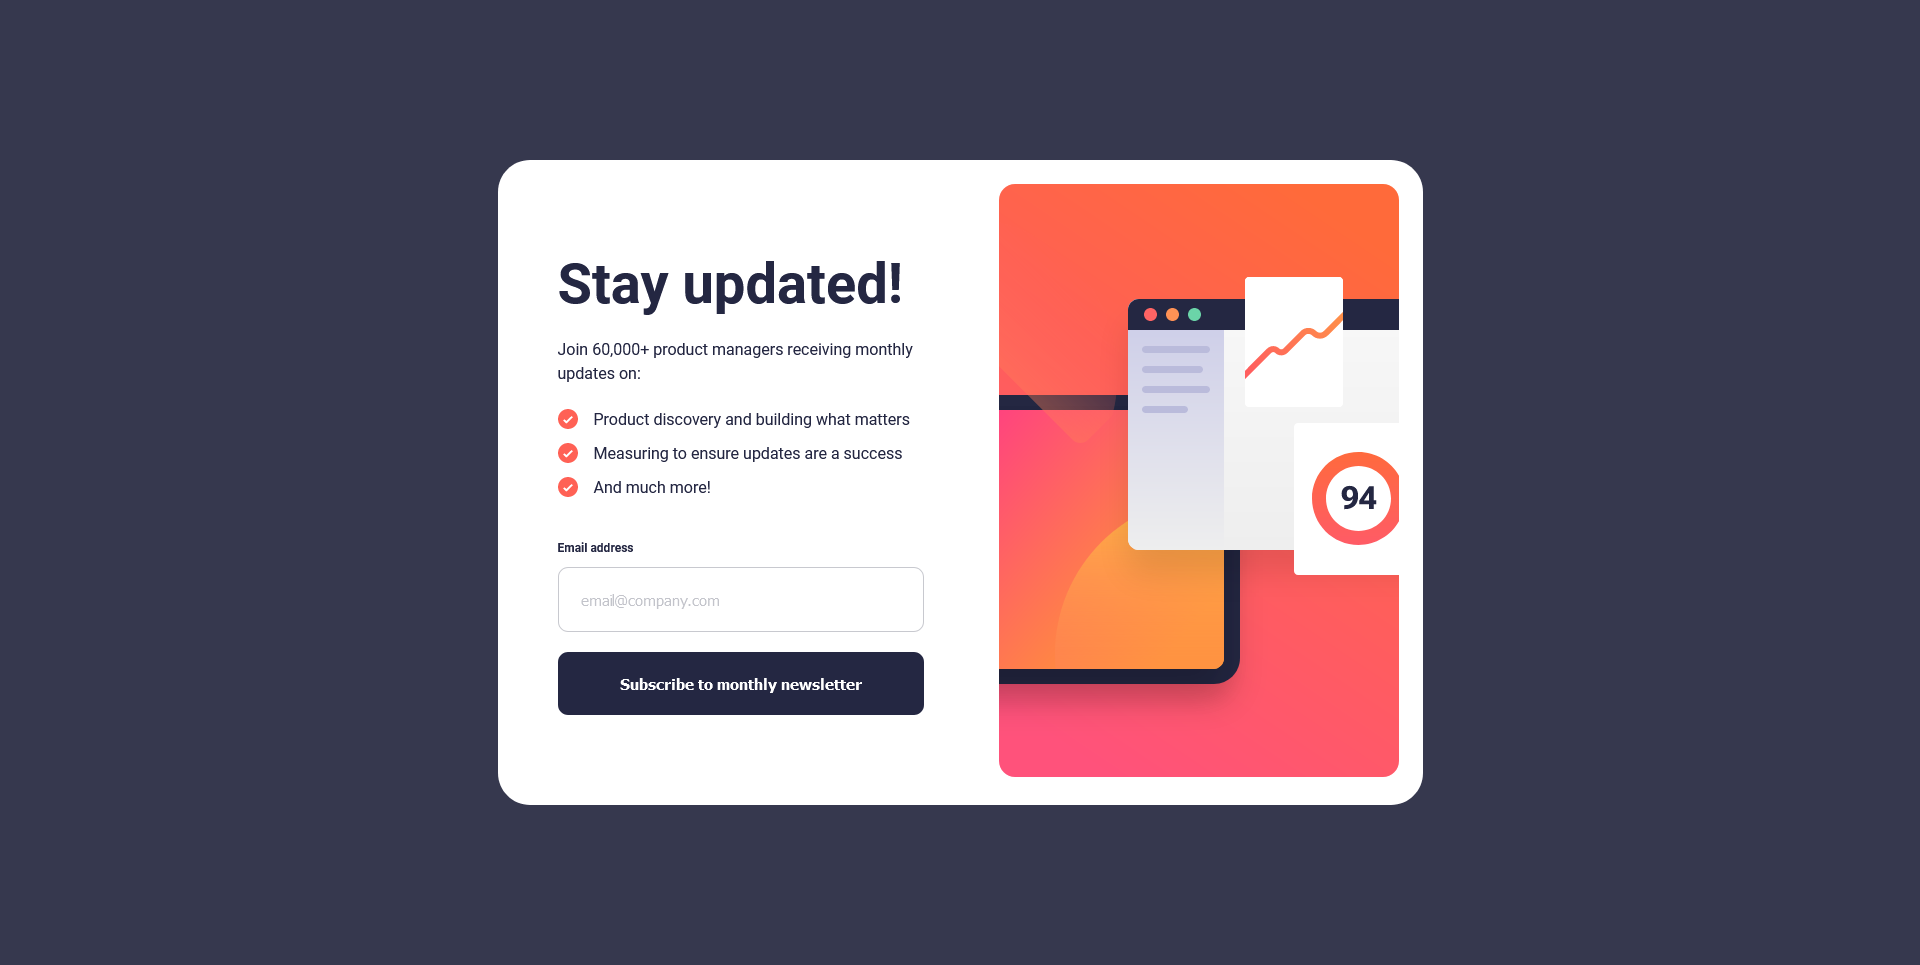 Stay updated!
Join 60,000+ product managers receiving monthly
updates on:
Product discovery and building what matters
Measuring to ensure updates are a success
And much more!
Email address
email@company.com
Subscribe to monthly newsletter
94